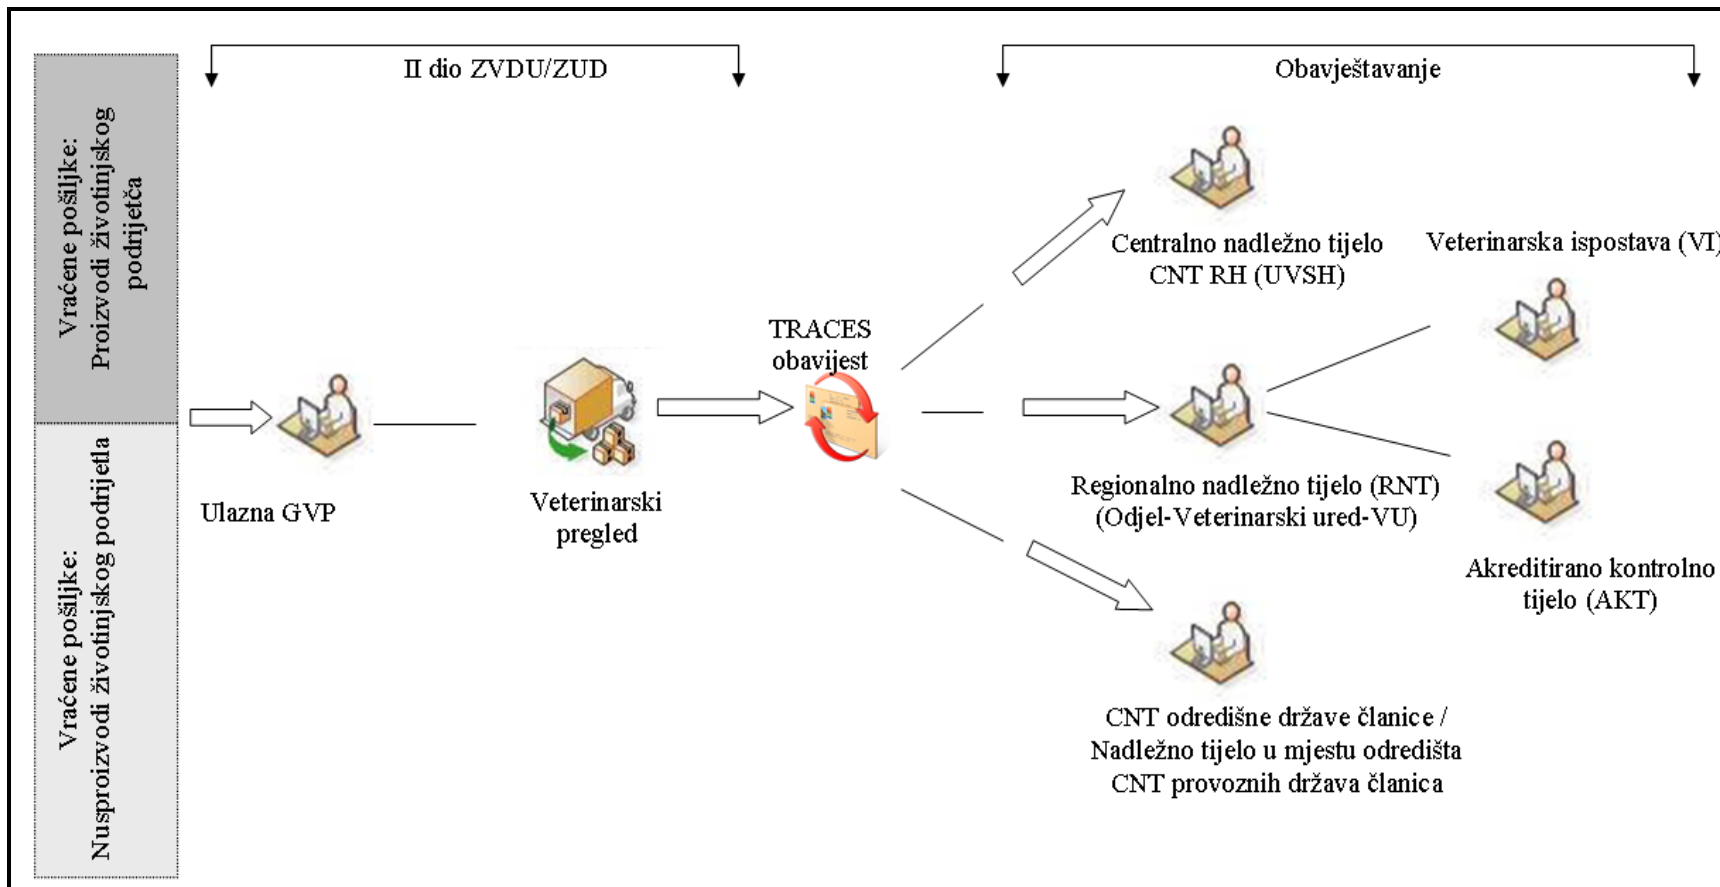 II dio ZVDU/ZUD
Obavještavanje
Vraćene pošiljke:
Proizvodi životinjskog
podrijetča
Vraćene pošiljke:
Nusproizvodi životinjskog podrijetla
Ulazna GVP
Veterinarski
pregled
TRACES
obavijest
Centralno nadležno tijelo
CNT RH (UVSH)
Veterinarska ispostava (VI)
Regionalno nadležno tijelo (RNT)
(Odjel-Veterinarski ured-VU)
Akreditirano kontrolno
tijelo (AKT)
CNT odredišne države članice /
Nadležno tijelo u mjestu odredišta
CNT provoznih država članica